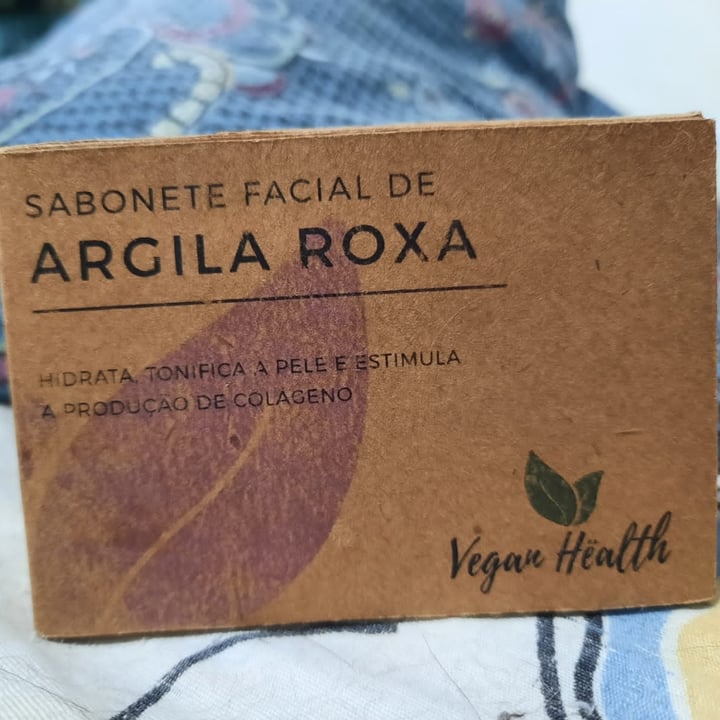 SABONETE FACIAL DE
ARGILA ROXA
HIDRATA, TONIFICA A PELE E ESTIMULA
A PRODUÇÃO DE COLÁGENO
Vegan Hëalth